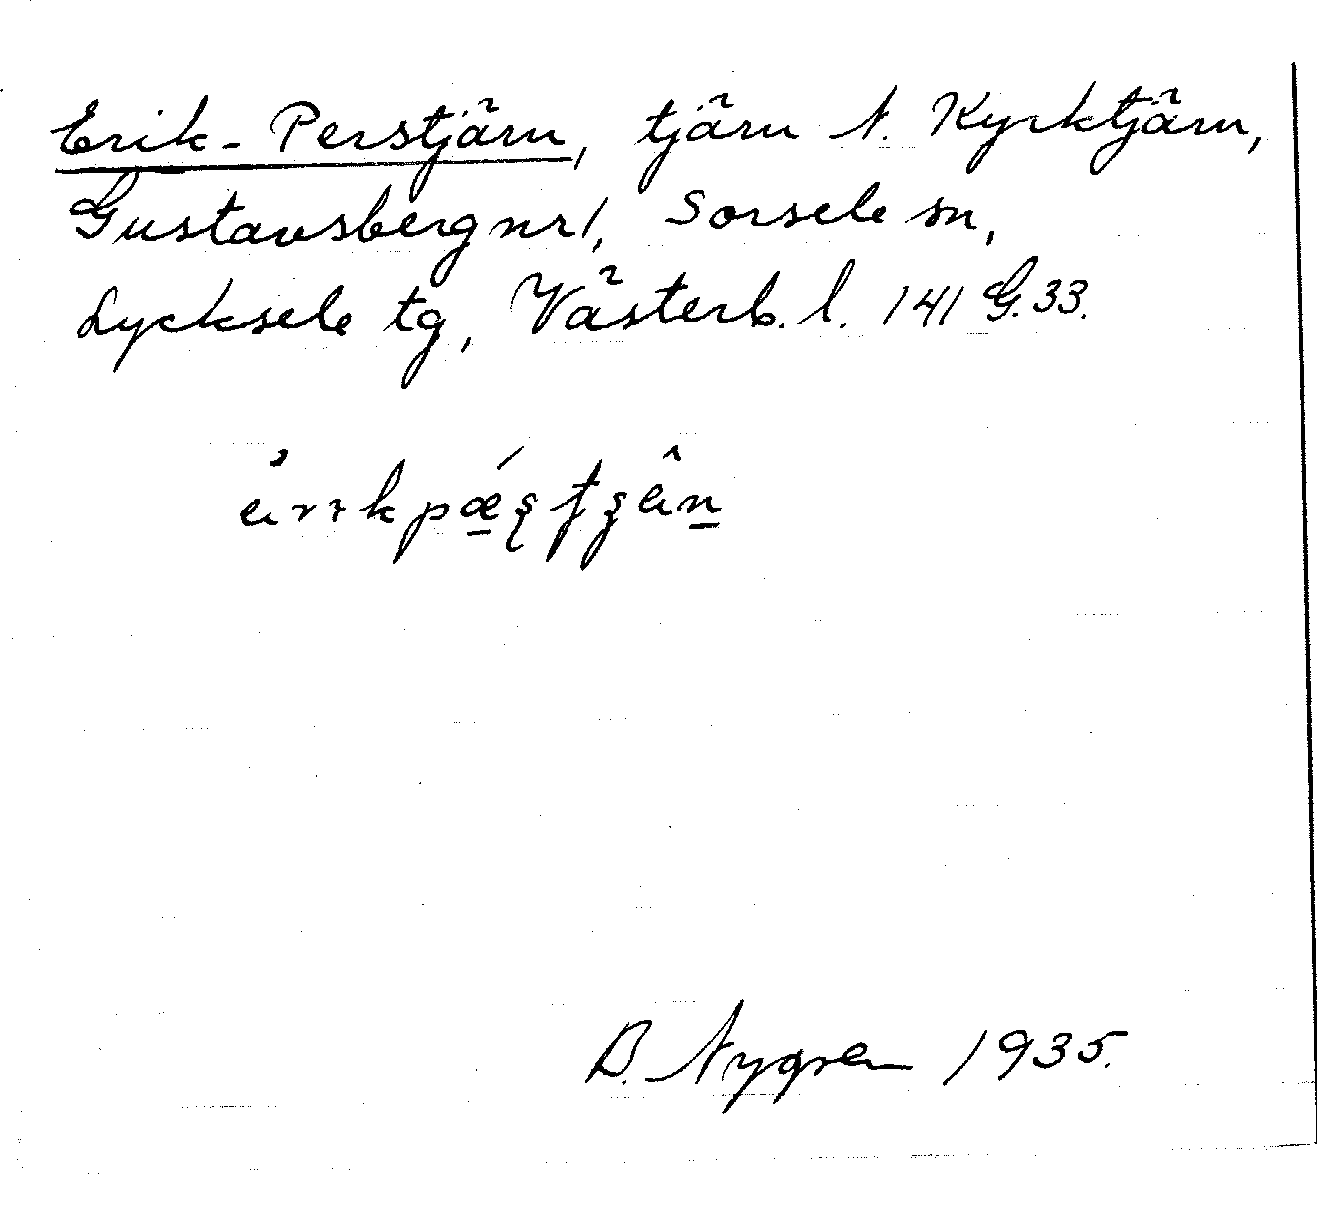 Erik-Perstjärn, tjärn N. Kyrktjärn,
Gustavsberg nr 1, Sorsele sn,
Lycksele tg, Västerb. l. 141 G. 33.
B. Nygren 1935.